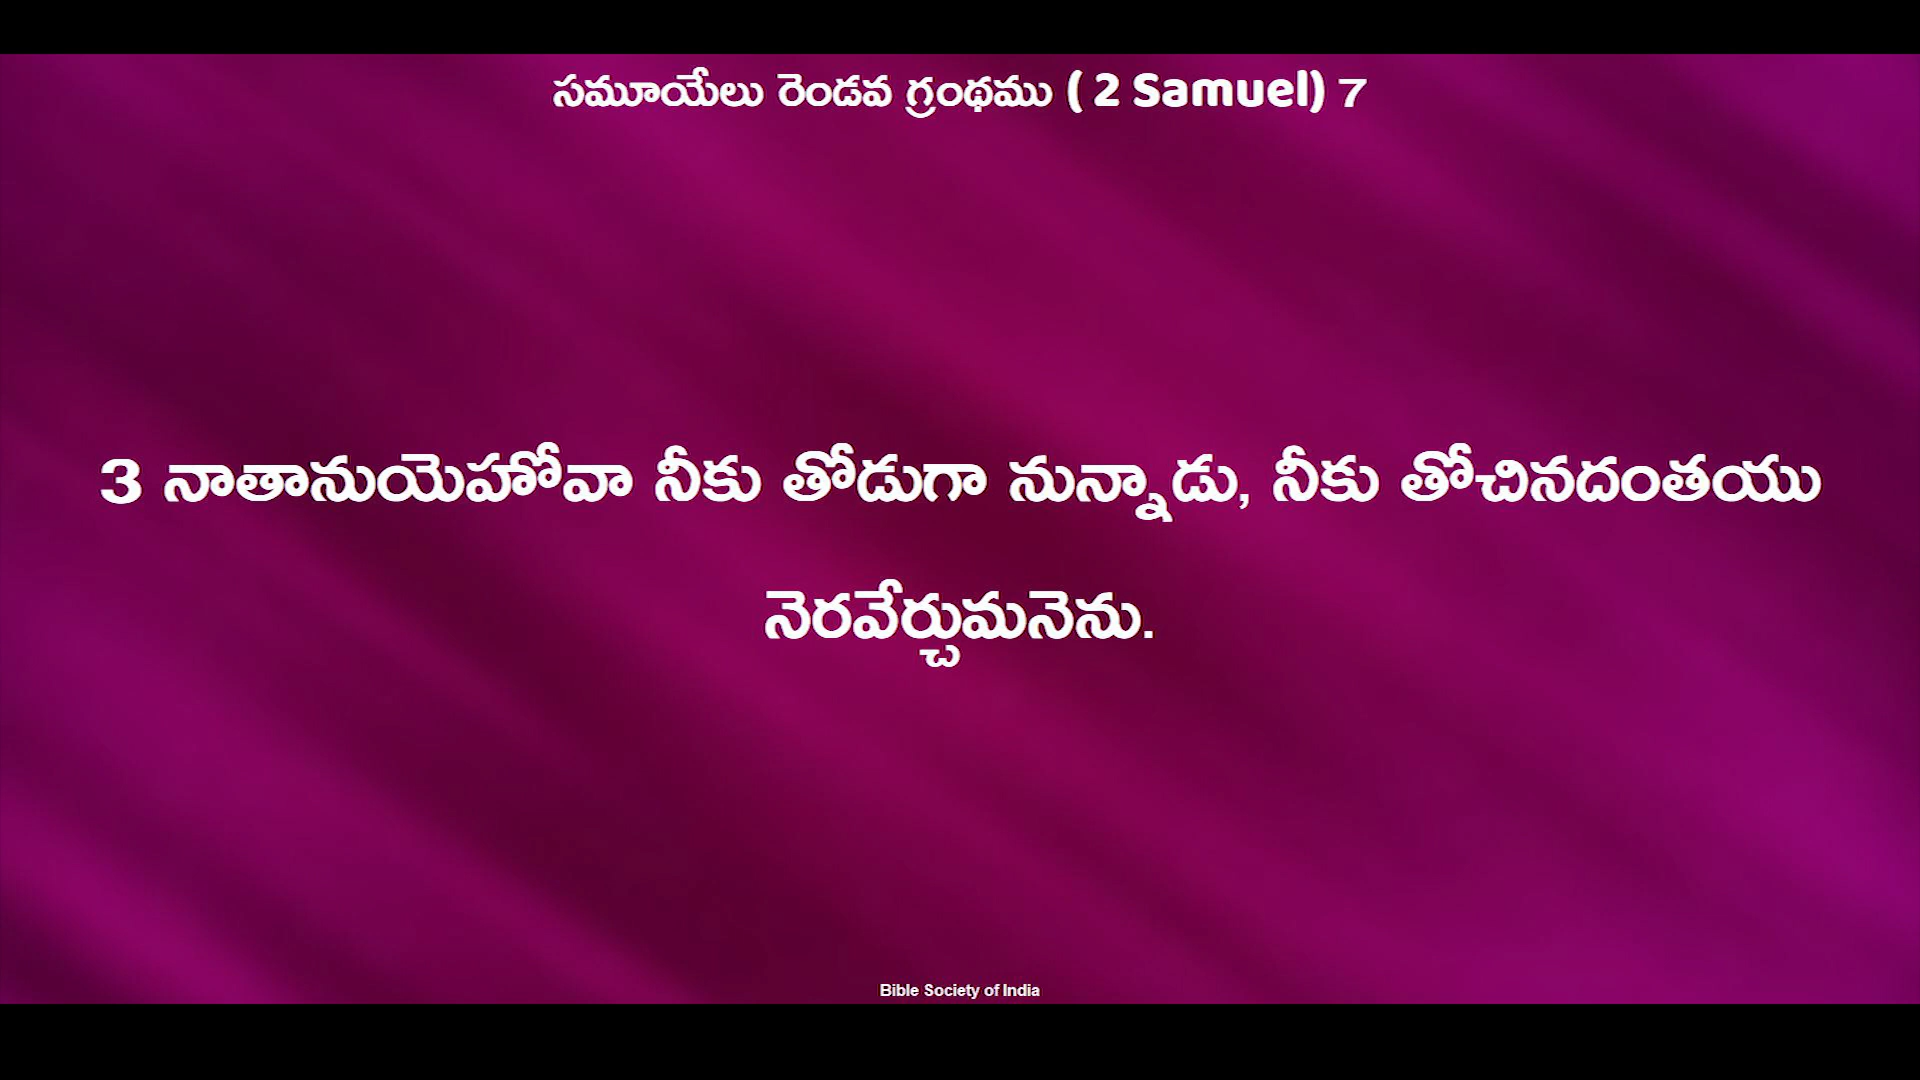 సమూయేలు రెండవ గ్రంథము ( 2 Samuel) 7
3 నాతానుయెహోవా నీకు తోడుగా నున్నాడు, నీకు తోచినదంతయు
నెరవేర్చుమనెను.
Bible Society of India